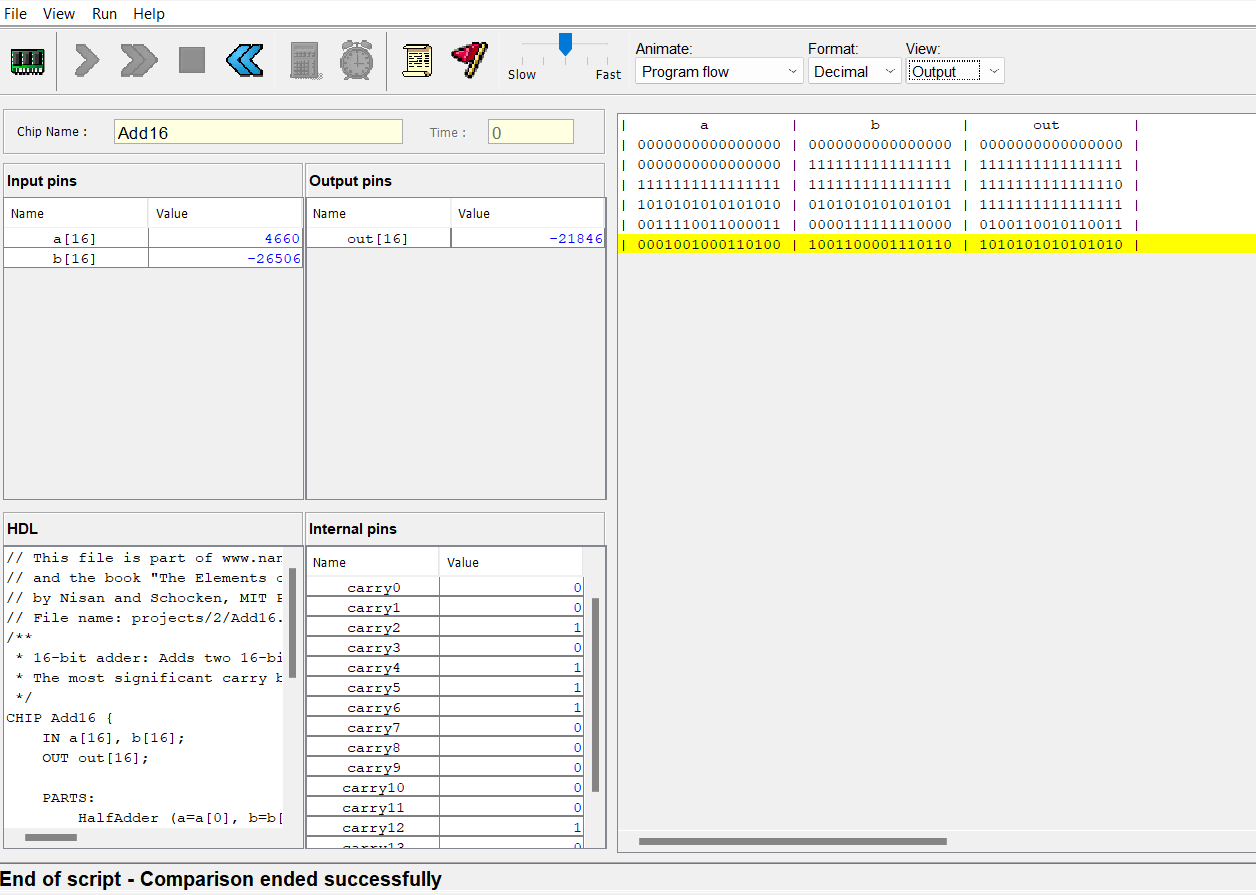 File View Run Help
Animate: Format: View:
Slow Fast Program flow Decimal Output
Chip Name : Add16 Time : 0
Input pins
Name Value
a[16] 4660
b[16] -26506
Output pins
Name Value
out[16] -21846
| a | b | out |
| 0000000000000000 | 0000000000000000 | 0000000000000000 |
| 0000000000000000 | 1111111111111111 | 1111111111111111 |
| 1111111111111111 | 1111111111111111 | 1111111111111110 |
| 1010101010101010 | 0101010101010101 | 1111111111111111 |
| 0011110011000011 | 0000111111110000 | 0100110010110011 |
| 0001001000110100 | 1001100001110110 | 1010101010101010 |
HDL
// This file is part of www.nan
// and the book "The Elements o
// by Nisan and Schocken, MIT P
// File name: projects/2/Add16.
/**
* 16-bit adder: Adds two 16-bi
* The most significant carry b
*/
CHIP Add16 {
IN a[16], b[16];
OUT out[16];
PARTS:
HalfAdder (a=a[0], b=b[
Internal pins
Name Value
carry0 0
carry1 0
carry2 1
carry3 0
carry4 1
carry5 1
carry6 1
carry7 0
carry8 0
carry9 0
carry10 0
carry11 0
carry12 1
carry13 0
End of script - Comparison ended successfully